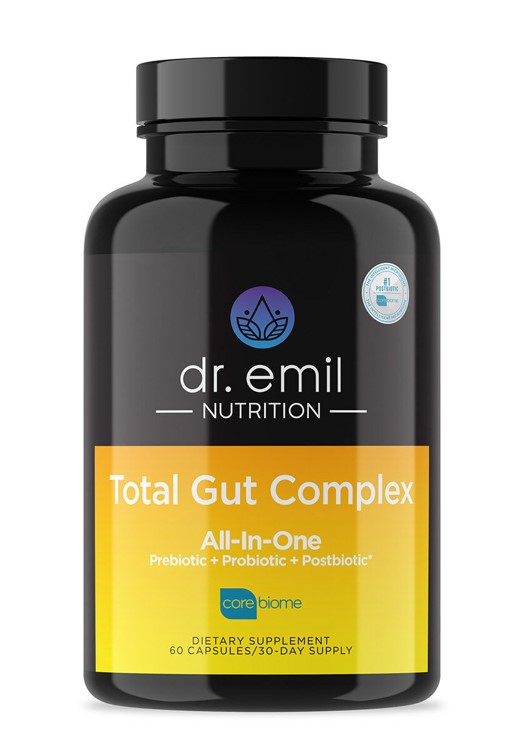 #1
POSTBIOTIC
corebiome
dr. emil
NUTRITION
Total Gut Complex
All-In-One
Prebiotic + Probiotic + Postbiotic*
corebiome
DIETARY SUPPLEMENT
60 CAPSULES/30-DAY SUPPLY